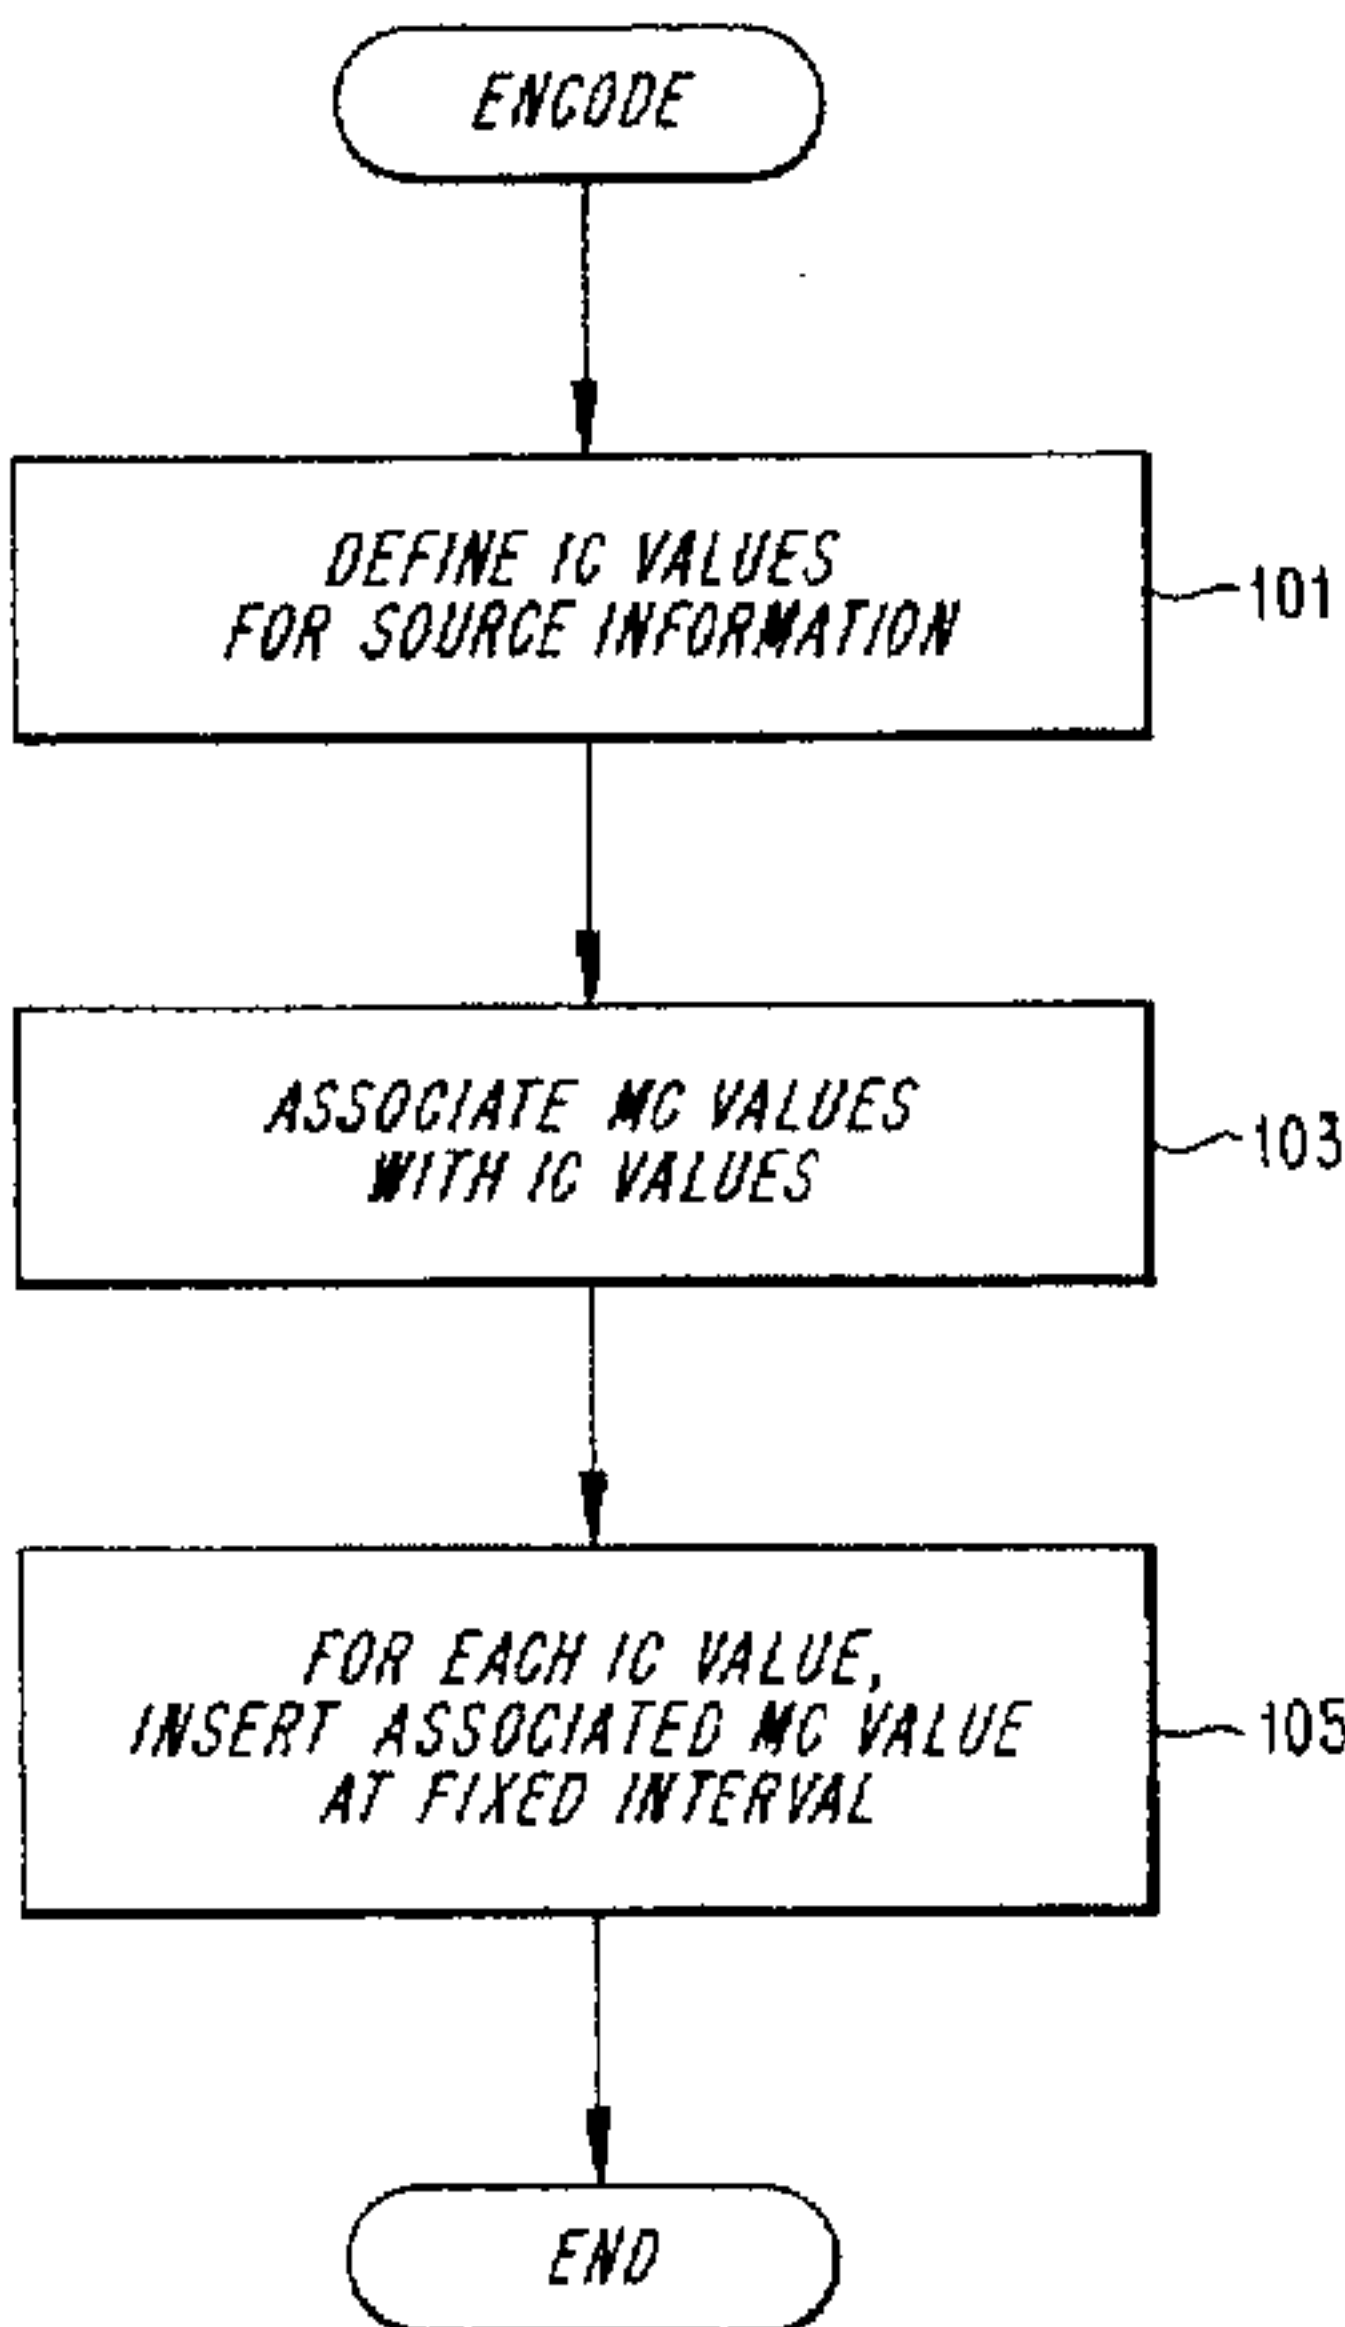 ENCODE
DEFINE IC VALUES
FOR SOURCE INFORMATION
101
ASSOCIATE MC VALUES
WITH IC VALUES
103
FOR EACH IC VALUE,
INSERT ASSOCIATED MC VALUE
AT FIXED INTERVAL
105
END